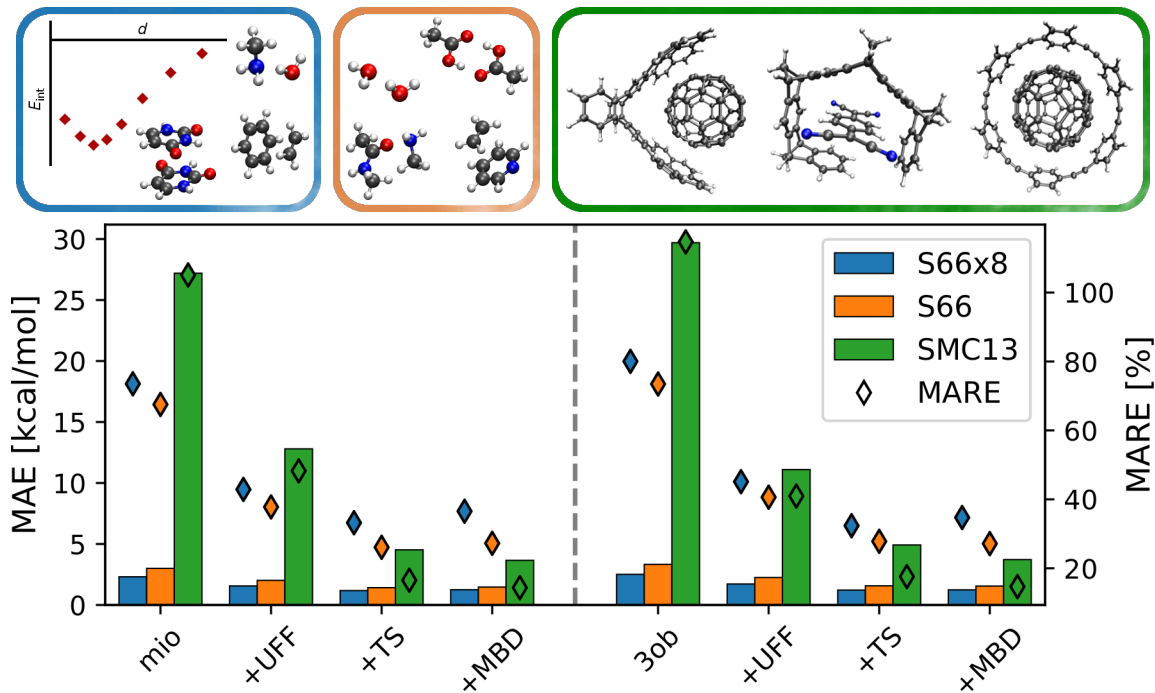 d
E_int
MAE [kcal/mol]
30
25
20
15
10
5
0
mio
+UFF
+TS
+MBD
3ob
+UFF
+TS
+MBD
S66x8
S66
SMC13
MARE
100
80
60
40
20
MARE [%]